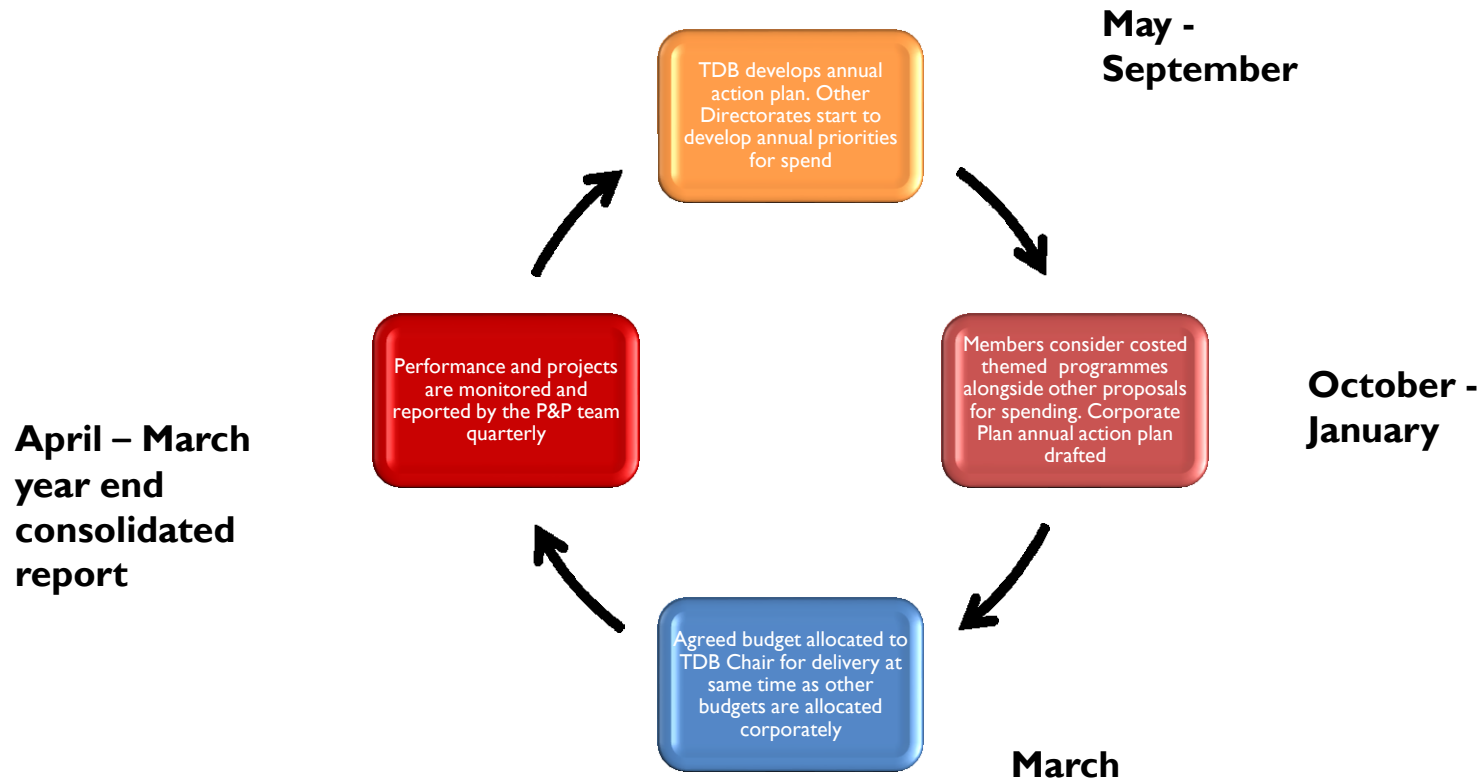 May -
September
TDB develops annual
action plan. Other
Directorates start to
develop annual priorities
for spend
Members consider costed
themed programmes
alongside other proposals
for spending. Corporate
Plan annual action plan
drafted
October -
January
Agreed budget allocated to
TDB Chair for delivery at
same time as other
budgets are allocated
corporately
March
Performance and projects
are monitored and
reported by the P&P team
quarterly
April – March
year end
consolidated
report